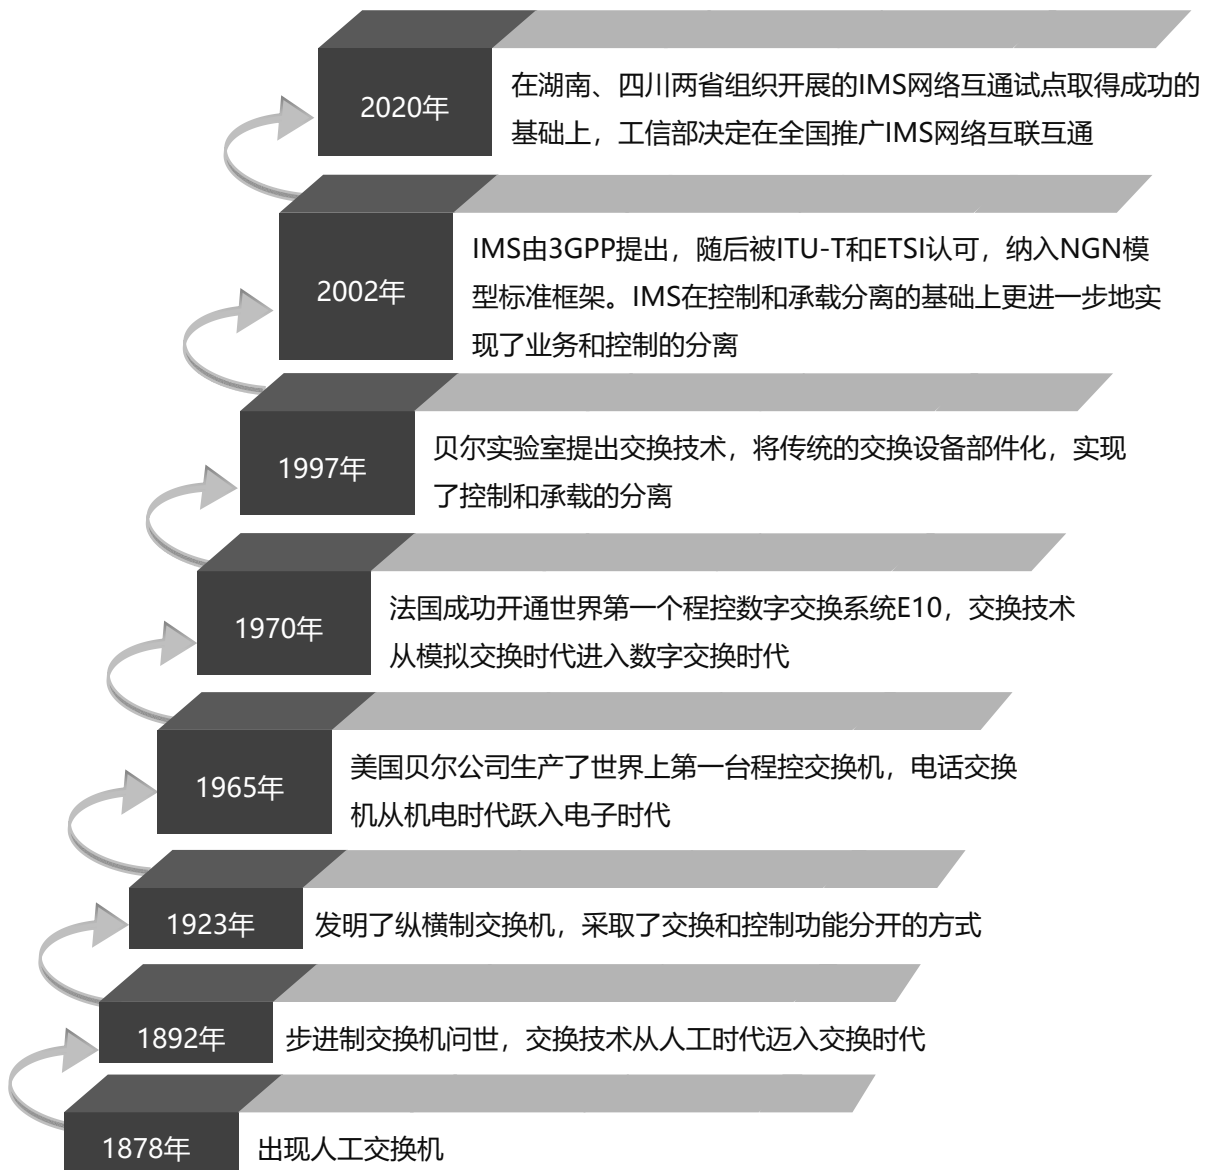 2020年
在湖南、四川两省组织开展的IMS网络互通试点取得成功的
基础上，工信部决定在全国推广IMS网络互联互通
2002年
IMS由3GPP提出，随后被ITU-T和ETSI认可，纳入NGN模
型标准框架。IMS在控制和承载分离的基础上更进一步地实
现了业务和控制的分离
1997年
贝尔实验室提出交换技术，将传统的交换设备部件化，实现
了控制和承载的分离
1970年
法国成功开通世界第一个程控数字交换系统E10，交换技术
从模拟交换时代进入数字交换时代
1965年
美国贝尔公司生产了世界上第一台程控交换机，电话交换
机从机电时代跃入电子时代
1923年
发明了纵横制交换机，采取了交换和控制功能分开的方式
1892年
步进制交换机问世，交换技术从人工时代迈入交换时代
1878年
出现人工交换机